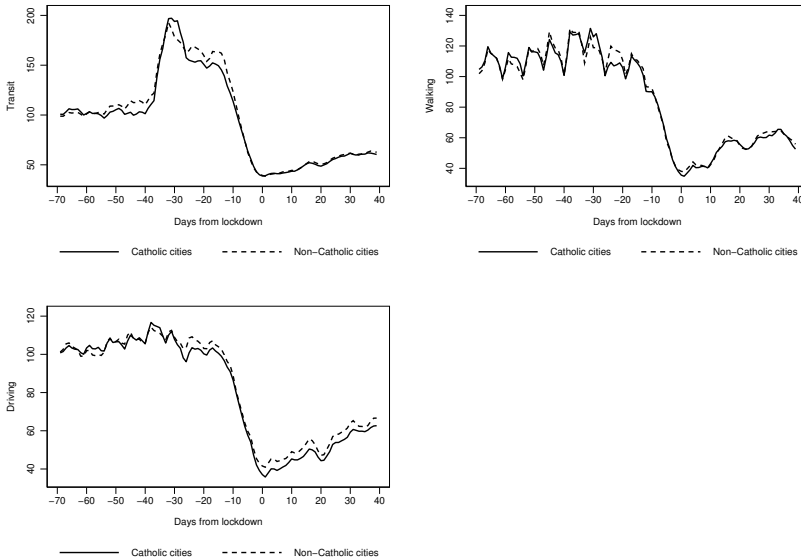 200
150
100
50
Transit
−70 −60 −50 −40 −30 −20 −10 0 10 20 30 40
Days from lockdown
Catholic cities Non−Catholic cities
140
120
100
80
60
40
Walking
−70 −60 −50 −40 −30 −20 −10 0 10 20 30 40
Days from lockdown
Catholic cities Non−Catholic cities
120
100
80
60
40
Driving
−70 −60 −50 −40 −30 −20 −10 0 10 20 30 40
Days from lockdown
Catholic cities Non−Catholic cities